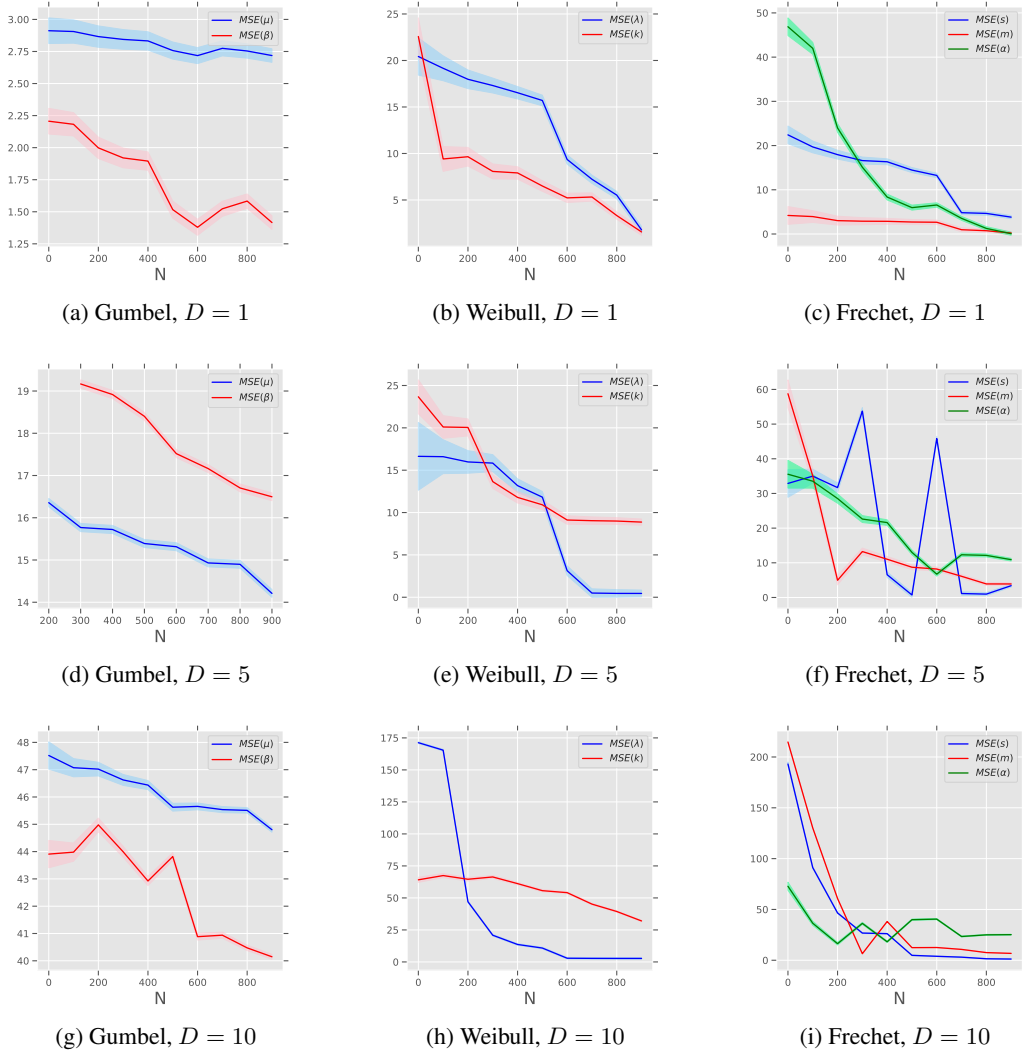 3.00
2.75
2.50
2.25
2.00
1.75
1.50
1.25
0 200 400 600 800
N
MSE(μ)
MSE(β)
(a) Gumbel, D = 1
25
20
15
10
5
0 200 400 600 800
N
MSE(λ)
MSE(k)
(b) Weibull, D = 1
50
40
30
20
10
0
0 200 400 600 800
N
MSE(s)
MSE(m)
MSE(α)
(c) Frechet, D = 1
19
18
17
16
15
14
200 300 400 500 600 700 800 900
N
MSE(μ)
MSE(β)
(d) Gumbel, D = 5
25
20
15
10
5
0
0 200 400 600 800
N
MSE(λ)
MSE(k)
(e) Weibull, D = 5
60
50
40
30
20
10
0
0 200 400 600 800
N
MSE(s)
MSE(m)
MSE(α)
(f) Frechet, D = 5
48
47
46
45
44
43
42
41
40
0 200 400 600 800
N
MSE(μ)
MSE(β)
(g) Gumbel, D = 10
175
150
125
100
75
50
25
0
0 200 400 600 800
N
MSE(λ)
MSE(k)
(h) Weibull, D = 10
200
150
100
50
0
0 200 400 600 800
N
MSE(s)
MSE(m)
MSE(α)
(i) Frechet, D = 10